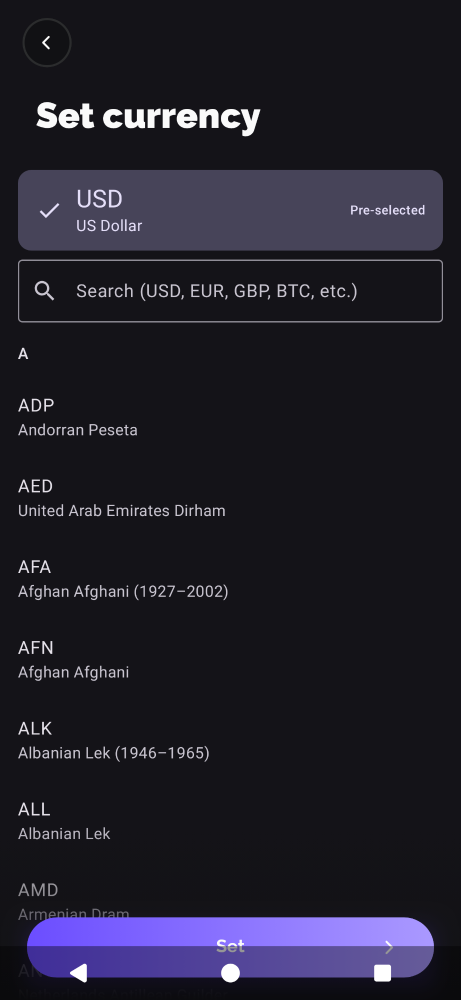 Set currency
USD
US Dollar
Pre-selected
Search (USD, EUR, GBP, BTC, etc.)
A
ADP
Andorran Peseta
AED
United Arab Emirates Dirham
AFA
Afghan Afghani (1927–2002)
AFN
Afghan Afghani
ALK
Albanian Lek (1946–1965)
ALL
Albanian Lek
AMD
Armenian Dram
Set